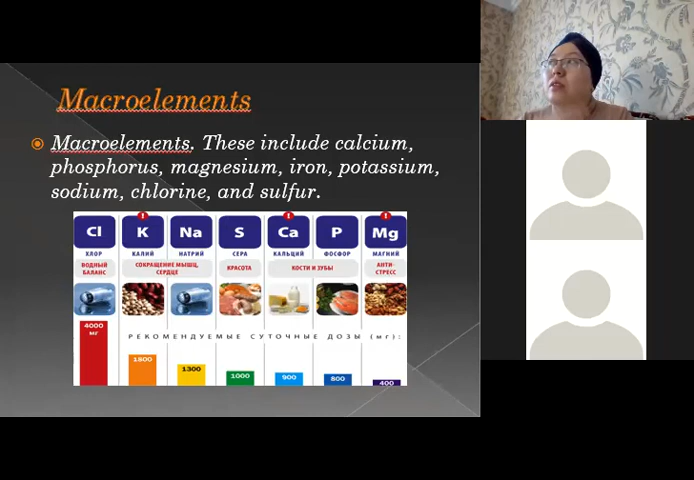 Macroelements
Macroelements. These include calcium,
phosphorus, magnesium, iron, potassium,
sodium, chlorine, and sulfur.
Cl K Na S Ca P Mg
ХЛОР КАЛИЙ НАТРИЙ СЕРА КАЛЬЦИЙ ФОСФОР МАГНИЙ
ВОДНЫЙ БАЛАНС
СОКРАЩЕНИЕ МЫШЦ, СЕРДЦЕ
КРАСОТА
КОСТИ И ЗУБЫ
АНТИ-СТРЕСС
РЕКОМЕНДУЕМЫЕ СУТОЧНЫЕ ДОЗЫ (мг):
4000 мг
1800
1300
1000
900
800
400